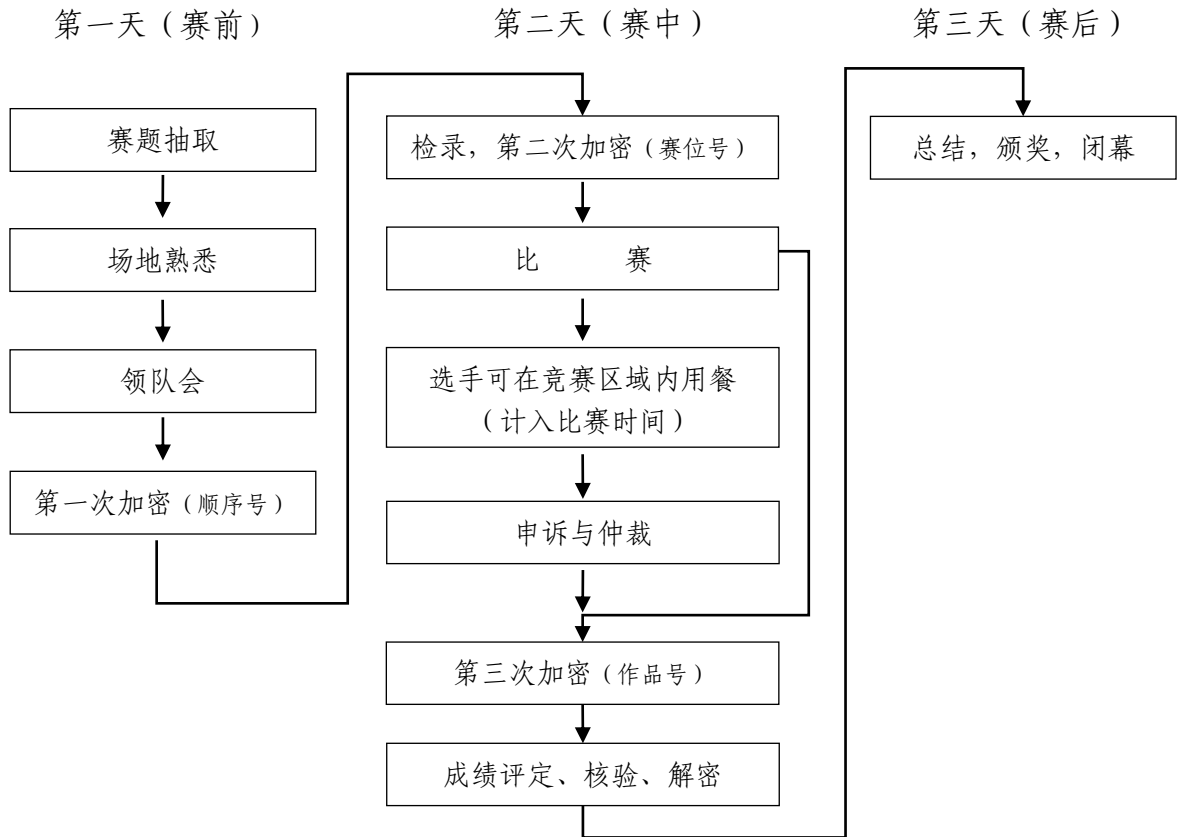 第一天（赛前）
赛题抽取
场地熟悉
领队会
第一次加密（顺序号）
第二天（赛中）
检录，第二次加密（赛位号）
比 赛
选手可在竞赛区域内用餐
（计入比赛时间）
申诉与仲裁
第三次加密（作品号）
成绩评定、核验、解密
第三天（赛后）
总结，颁奖，闭幕